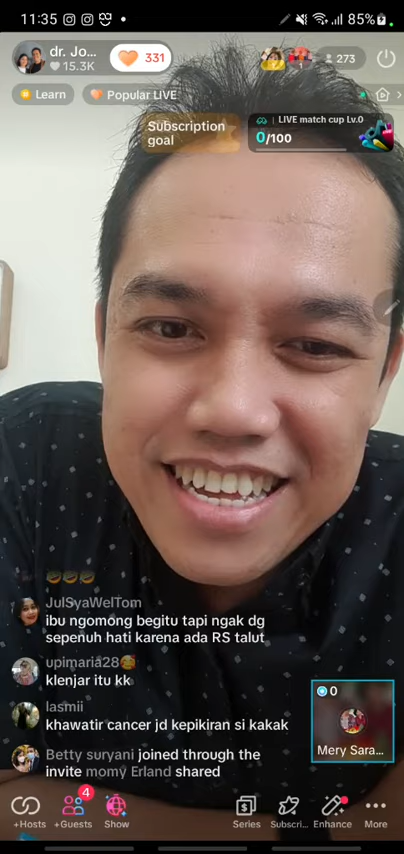 11:35
85%
dr. Jo...
15.3K
331
273
Learn
Popular LIVE
Subscription
goal
LIVE match cup Lv.0
0/100
JulSyaWelTom
ibu ngomong begitu tapi ngak dg
sepenuh hati karena ada RS talut
upimaria28🥰
klenjar itu kk
lasmii
khawatir cancer jd kepikiran si kakak
Betty suryani joined through the
invite momy Erland shared
0
Mery Sara...
4
+Hosts
+Guests
Show
Series
Subscri...
Enhance
More